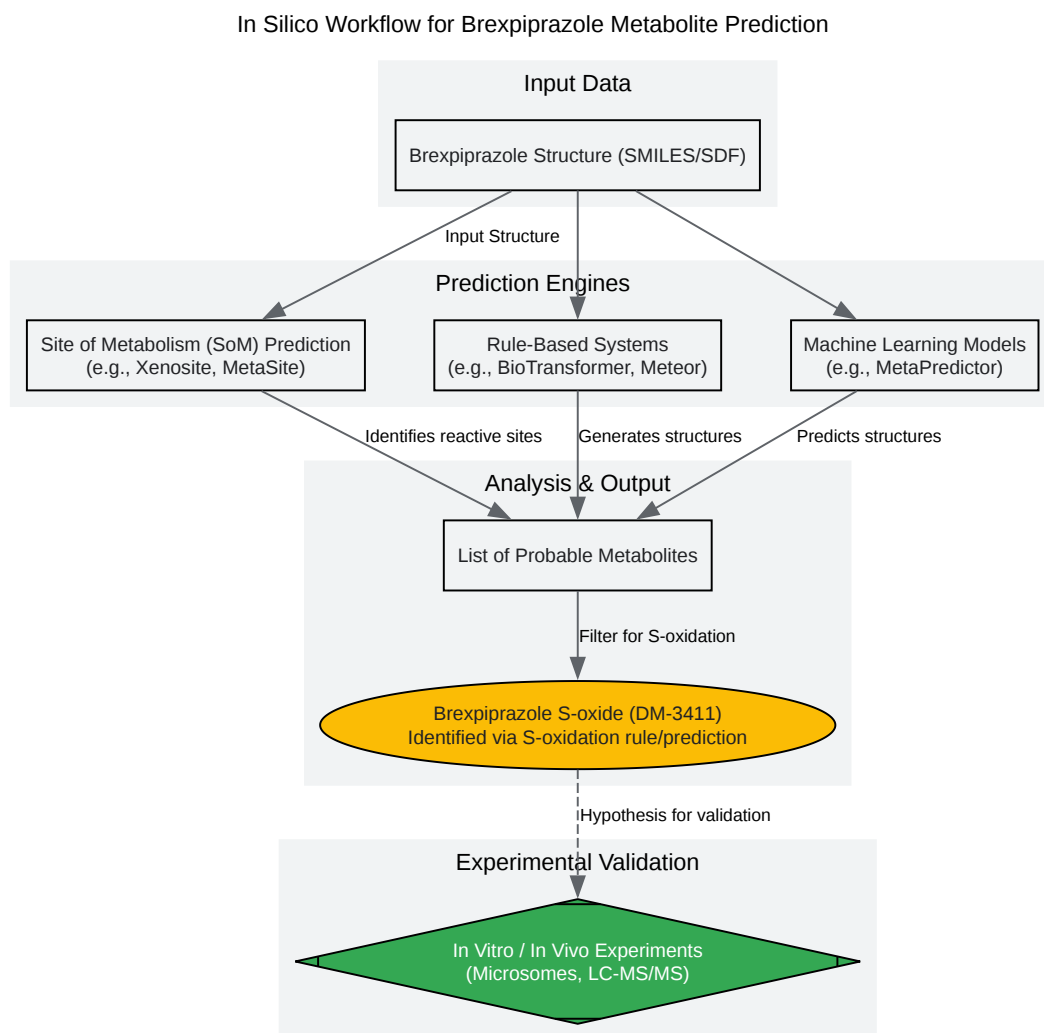 In Silico Workflow for Brexpiprazole Metabolite Prediction
Input Data
Brexpiprazole Structure (SMILES/SDF)
Input Structure
Prediction Engines
Site of Metabolism (SoM) Prediction
(e.g., Xenosite, MetaSite)
Rule-Based Systems
(e.g., BioTransformer, Meteor)
Machine Learning Models
(e.g., MetaPredictor)
Identifies reactive sites
Generates structures
Predicts structures
Analysis & Output
List of Probable Metabolites
Filter for S-oxidation
Brexpiprazole S-oxide (DM-3411)
Identified via S-oxidation rule/prediction
Hypothesis for validation
Experimental Validation
In Vitro / In Vivo Experiments
(Microsomes, LC-MS/MS)